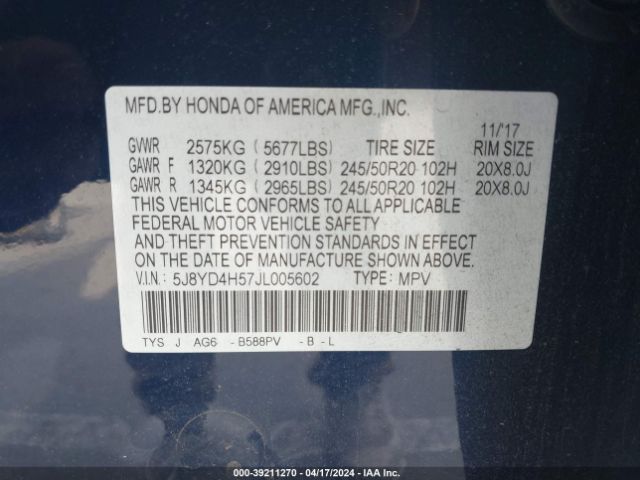 MFD.BY HONDA OF AMERICA MFG.,INC.
11/'17
GVWR 2575KG (5677LBS) TIRE SIZE RIM SIZE
GAWR F 1320KG (2910LBS) 245/50R20 102H 20X8.0J
GAWR R 1345KG (2965LBS) 245/50R20 102H 20X8.0J
THIS VEHICLE CONFORMS TO ALL APPLICABLE
FEDERAL MOTOR VEHICLE SAFETY
AND THEFT PREVENTION STANDARDS IN EFFECT
ON THE DATE OF MANUFACTURE SHOWN ABOVE.
V.I.N.: 5J8YD4H57JL005602 TYPE: MPV
TYS J AG6 -B588PV -B -L
000-39211270 - 04/17/2024 - IAA Inc.